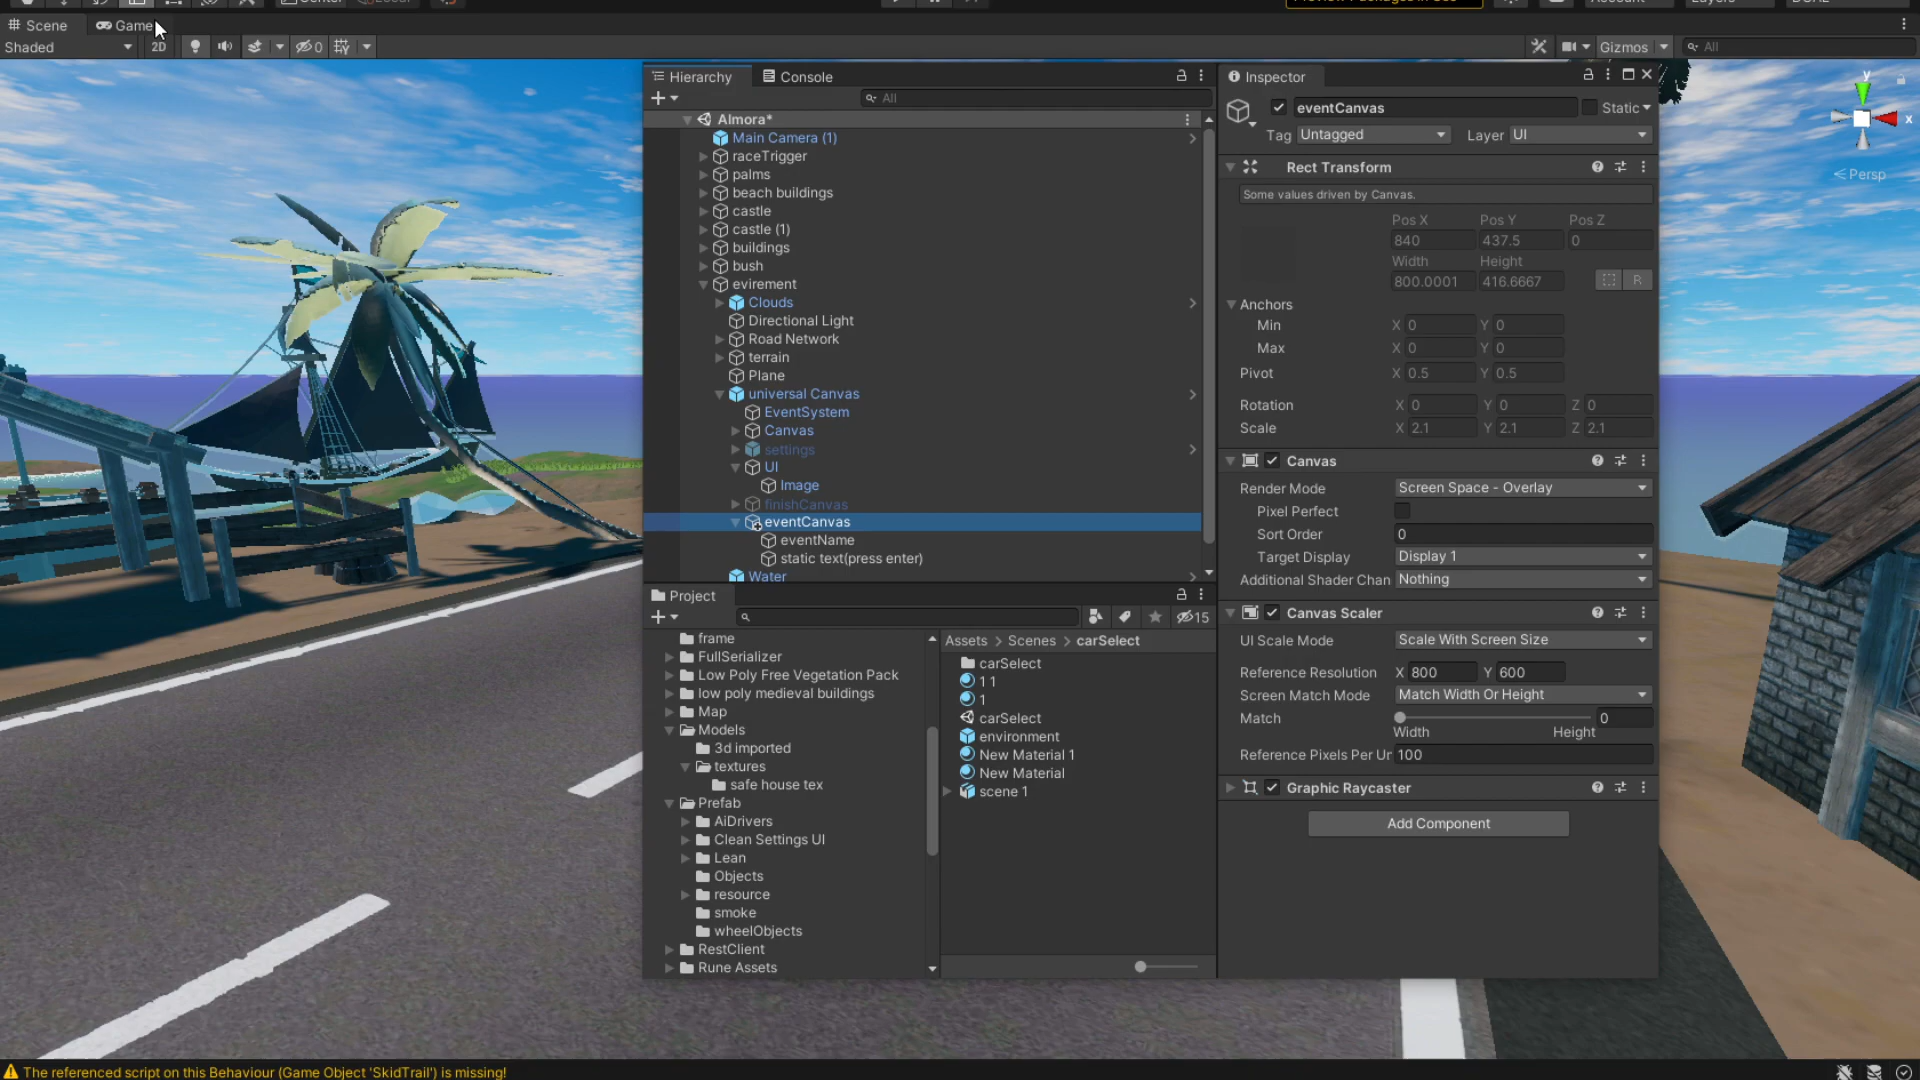 Scene Game
Shaded 2D 0 Gizmos All
Persp
y
x
Hierarchy Console
All
Almora*
Main Camera (1)
raceTrigger
palms
beach buildings
castle
castle (1)
buildings
bush
evirement
Clouds
Directional Light
Road Network
terrain
Plane
universal Canvas
EventSystem
Canvas
settings
UI
Image
finishCanvas
eventCanvas
eventName
static text(press enter)
Water
Project
15
frame
FullSerializer
Low Poly Free Vegetation Pack
low poly medieval buildings
Map
Models
3d imported
textures
safe house tex
Prefab
AiDrivers
Clean Settings UI
Lean
Objects
resource
smoke
wheelObjects
RestClient
Rune Assets
Assets > Scenes > carSelect
carSelect
1 1
1
carSelect
environment
New Material 1
New Material
scene 1
Inspector
eventCanvas Static
Tag Untagged Layer UI
Rect Transform
Some values driven by Canvas.
Pos X Pos Y Pos Z
840 437.5 0
Width Height
800.0001 416.6667 R
Anchors
Min X 0 Y 0
Max X 0 Y 0
Pivot X 0.5 Y 0.5
Rotation X 0 Y 0 Z 0
Scale X 2.1 Y 2.1 Z 2.1
Canvas
Render Mode Screen Space - Overlay
Pixel Perfect
Sort Order 0
Target Display Display 1
Additional Shader Chan Nothing
Canvas Scaler
UI Scale Mode Scale With Screen Size
Reference Resolution X 800 Y 600
Screen Match Mode Match Width Or Height
Match 0
Width Height
Reference Pixels Per Ur 100
Graphic Raycaster
Add Component
The referenced script on this Behaviour (Game Object 'SkidTrail') is missing!